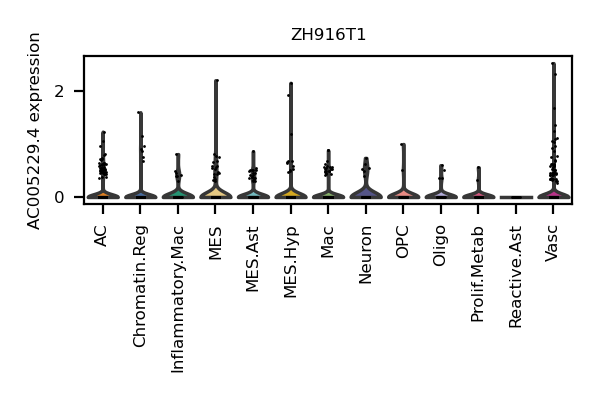 ZH916T1
AC005229.4 expression
2
0
AC
Chromatin.Reg
Inflammatory.Mac
MES
MES.Ast
MES.Hyp
Mac
Neuron
OPC
Oligo
Prolif.Metab
Reactive.Ast
Vasc